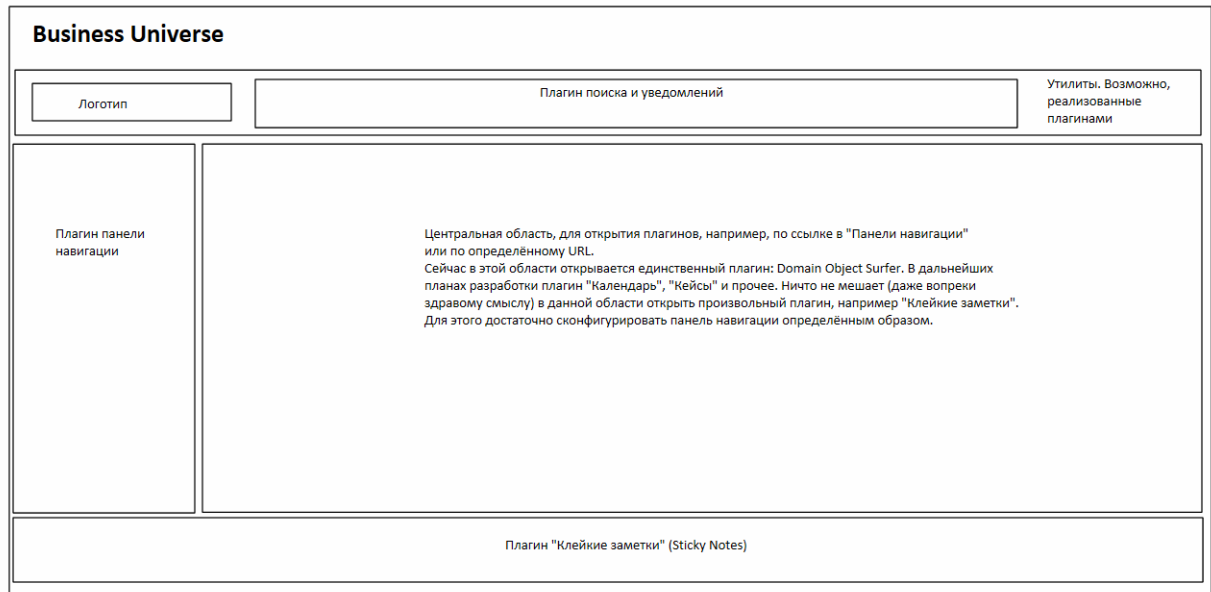 Business Universe
Логотип
Плагин поиска и уведомлений
Утилиты. Возможно,
реализованные
плагинами
Плагин панели
навигации
Центральная область, для открытия плагинов, например, по ссылке в "Панели навигации"
или по определённому URL.
Сейчас в этой области открывается единственный плагин: Domain Object Surfer. В дальнейших
планах разработки плагин "Календарь", "Кейсы" и прочее. Ничто не мешает (даже вопреки
здравому смыслу) в данной области открыть произвольный плагин, например "Клейкие заметки".
Для этого достаточно сконфигурировать панель навигации определённым образом.
Плагин "Клейкие заметки" (Sticky Notes)